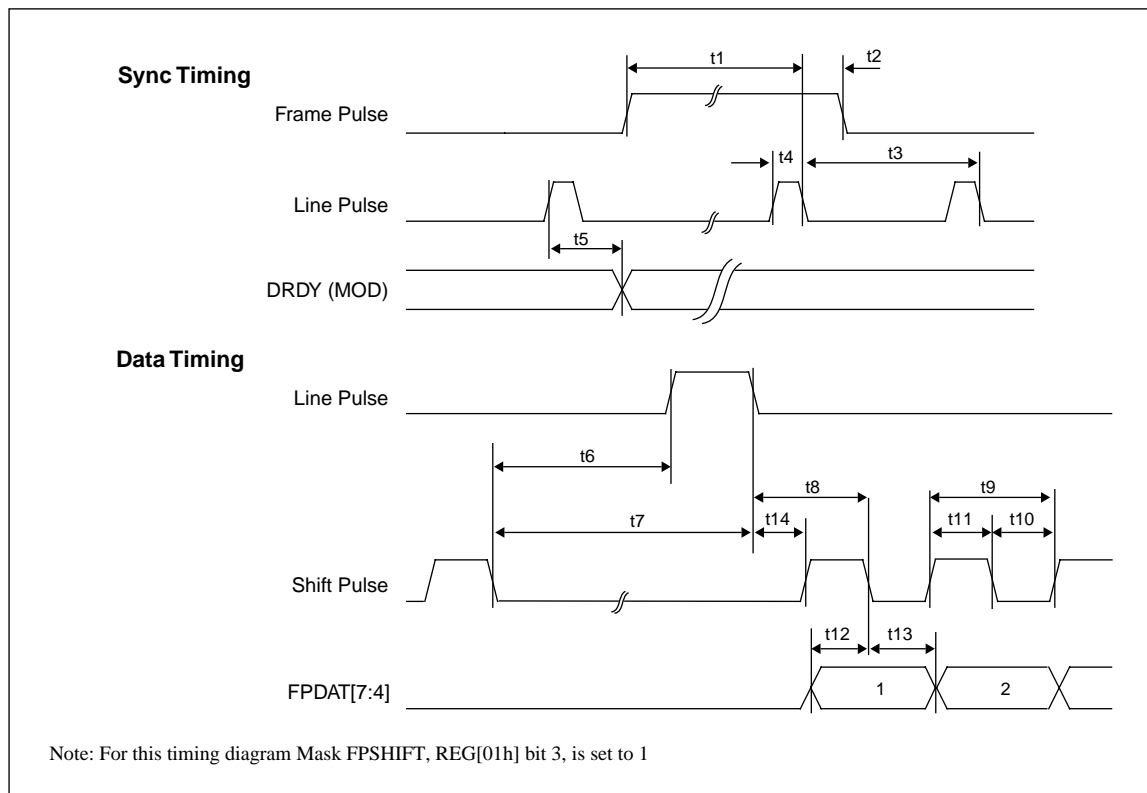 Sync Timing
t1
t2
Frame Pulse
t4
t3
Line Pulse
t5
DRDY (MOD)
Data Timing
Line Pulse
t6
t8
t9
t7
t14
t11
t10
Shift Pulse
t12
t13
FPDAT[7:4]
1
2
Note: For this timing diagram Mask FPSHIFT, REG[01h] bit 3, is set to 1